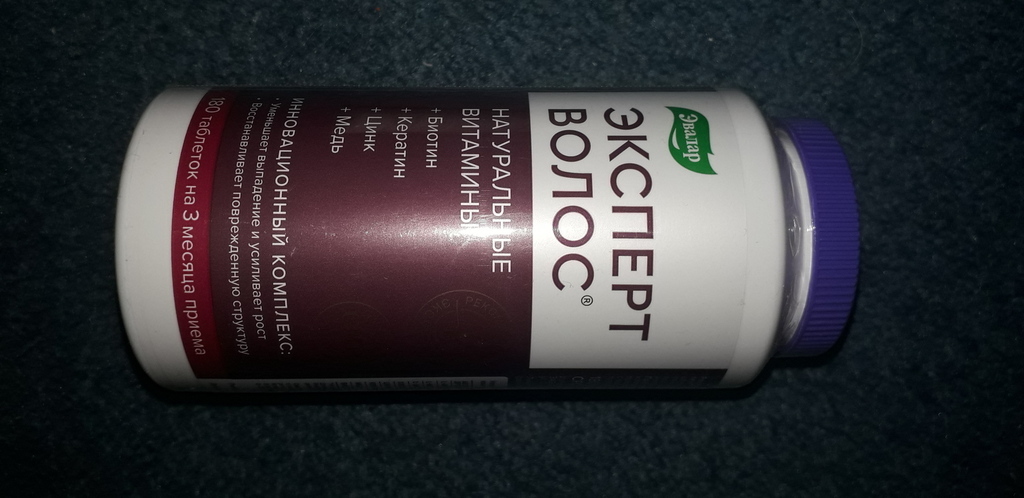 Эвалар
ЭКСПЕРТ
ВОЛОС®
НАТУРАЛЬНЫЕ
ВИТАМИНЫ
+ Биотин
+ Кератин
+ Цинк
+ Медь
ИННОВАЦИОННЫЙ КОМПЛЕКС:
• Уменьшает выпадение и усиливает рост
• Восстанавливает поврежденную структуру
180 таблеток на 3 месяца приема